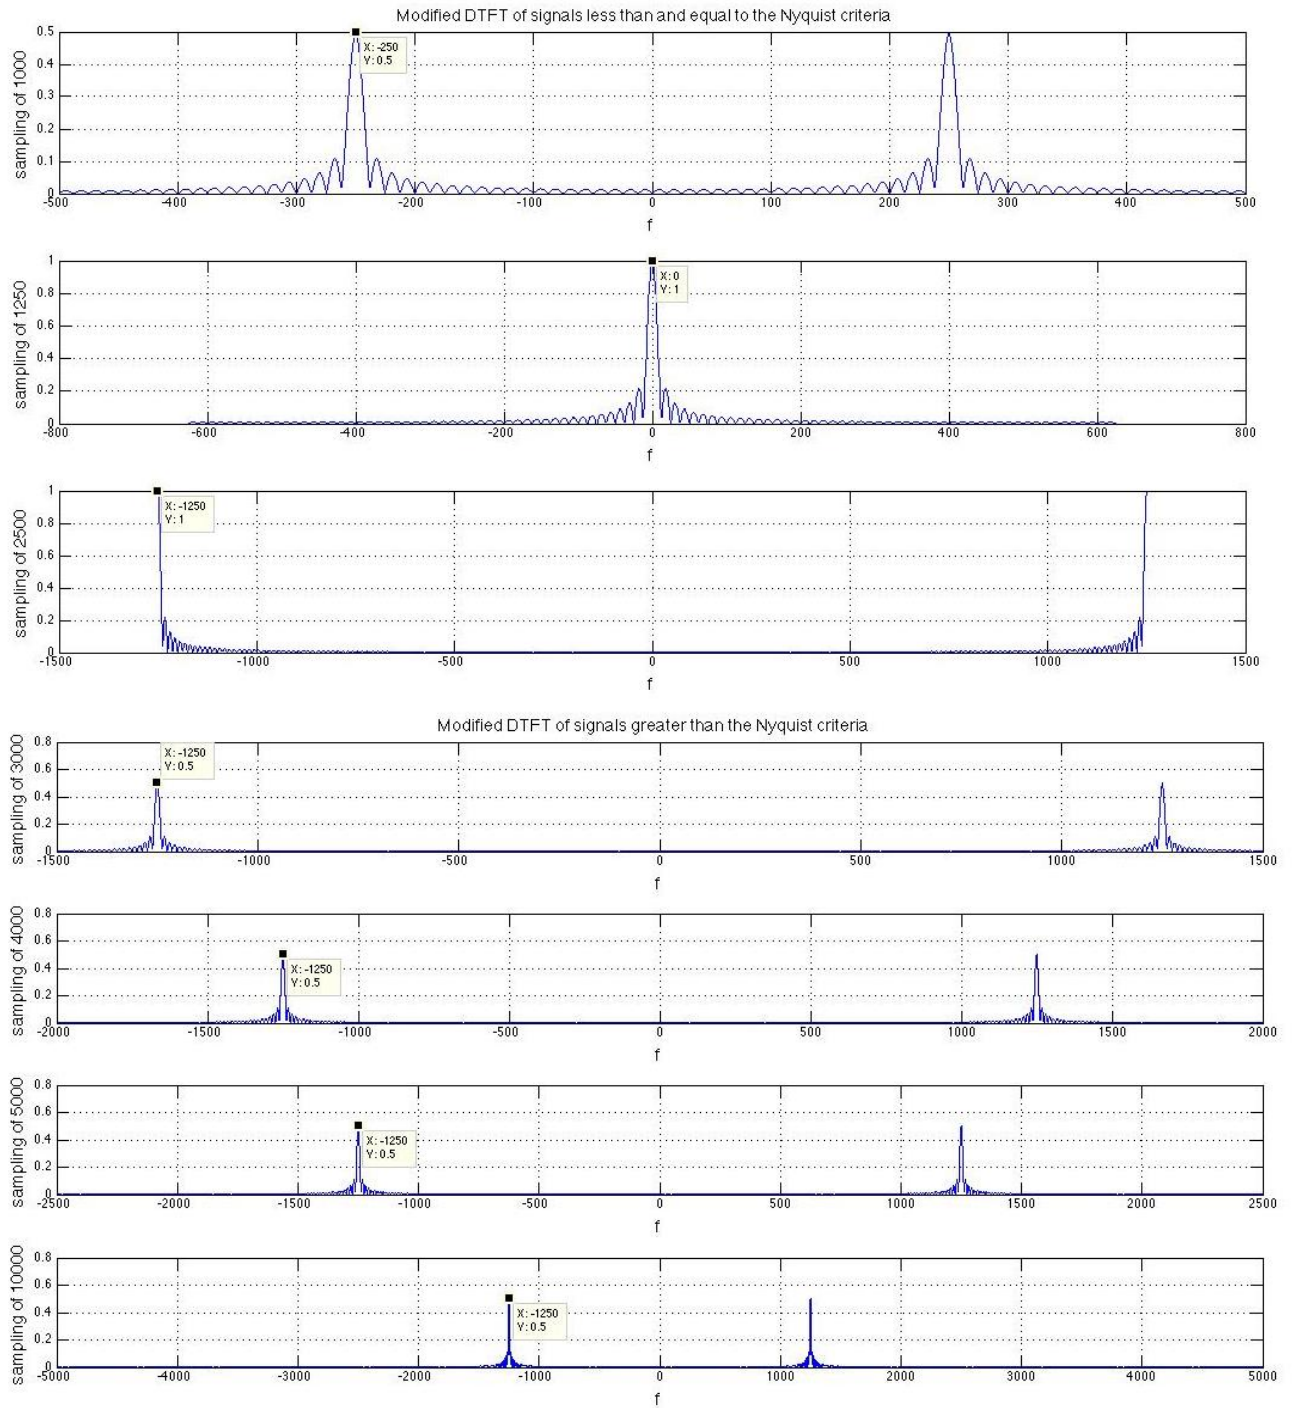 Modified DTFT of signals less than and equal to the Nyquist criteria
sampling of 1000
0.5
0.4
0.3
0.2
0.1
0
X: -250
Y: 0.5
-500 -400 -300 -200 -100 0 100 200 300 400 500
f
sampling of 1250
1
0.8
0.6
0.4
0.2
0
X: 0
Y: 1
-800 -600 -400 -200 0 200 400 600 800
f
sampling of 2500
1
0.8
0.6
0.4
0.2
0
X: -1250
Y: 1
-1500 -1000 -500 0 500 1000 1500
f
Modified DTFT of signals greater than the Nyquist criteria
sampling of 3000
0.8
0.6
0.4
0.2
0
X: -1250
Y: 0.5
-1500 -1000 -500 0 500 1000 1500
f
sampling of 4000
0.8
0.6
0.4
0.2
0
X: -1250
Y: 0.5
-2000 -1500 -1000 -500 0 500 1000 1500 2000
f
sampling of 5000
0.8
0.6
0.4
0.2
0
X: -1250
Y: 0.5
-2500 -2000 -1500 -1000 -500 0 500 1000 1500 2000 2500
f
sampling of 10000
0.8
0.6
0.4
0.2
0
X: -1250
Y: 0.5
-5000 -4000 -3000 -2000 -1000 0 1000 2000 3000 4000 5000
f